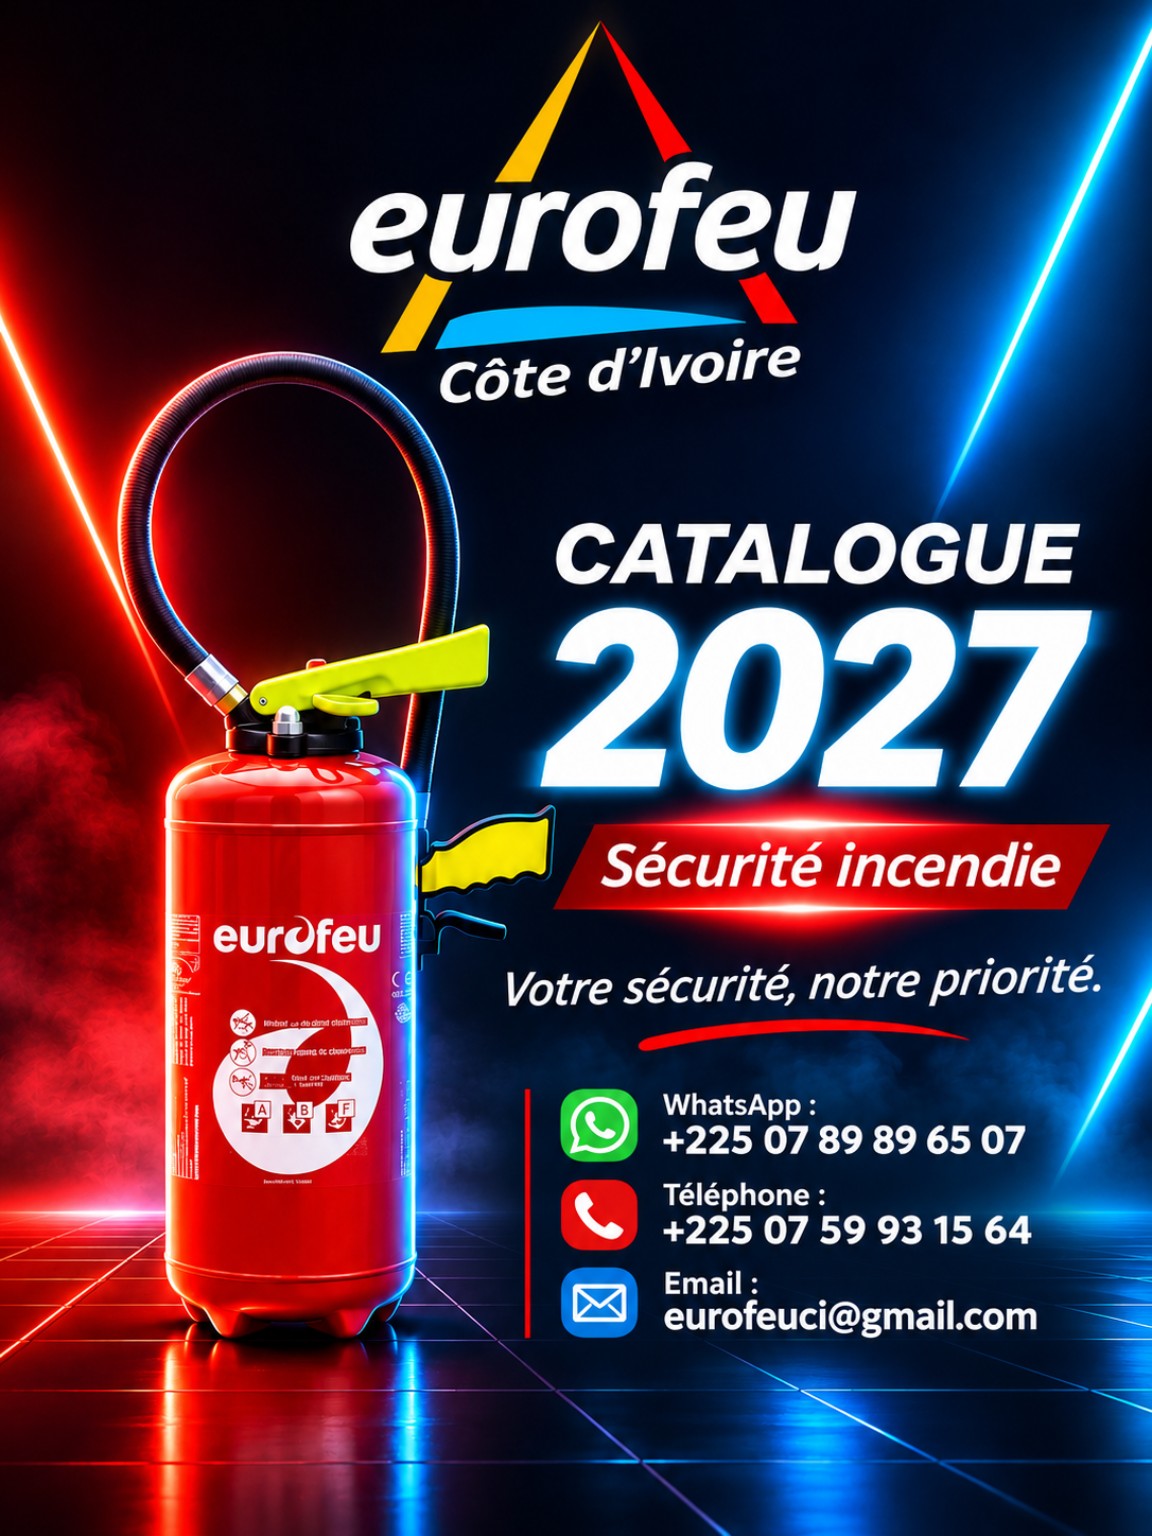 eurofeu
Côte d'Ivoire
CATALOGUE
2027
Sécurité incendie
Votre sécurité, notre priorité.
eurofeu
A B F
WhatsApp :
+225 07 89 89 65 07
Téléphone :
+225 07 59 93 15 64
Email :
eurofeuci@gmail.com